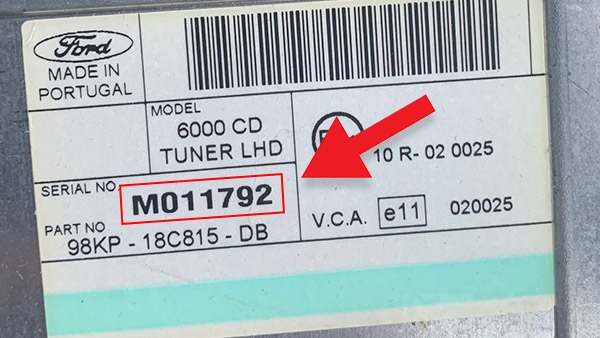 Ford
MADE IN
PORTUGAL
MODEL
6000 CD
TUNER LHD
SERIAL NO.
M011792
PART NO
98KP - 18C815 - DB
10 R- 02 0025
V.C.A. e11 020025